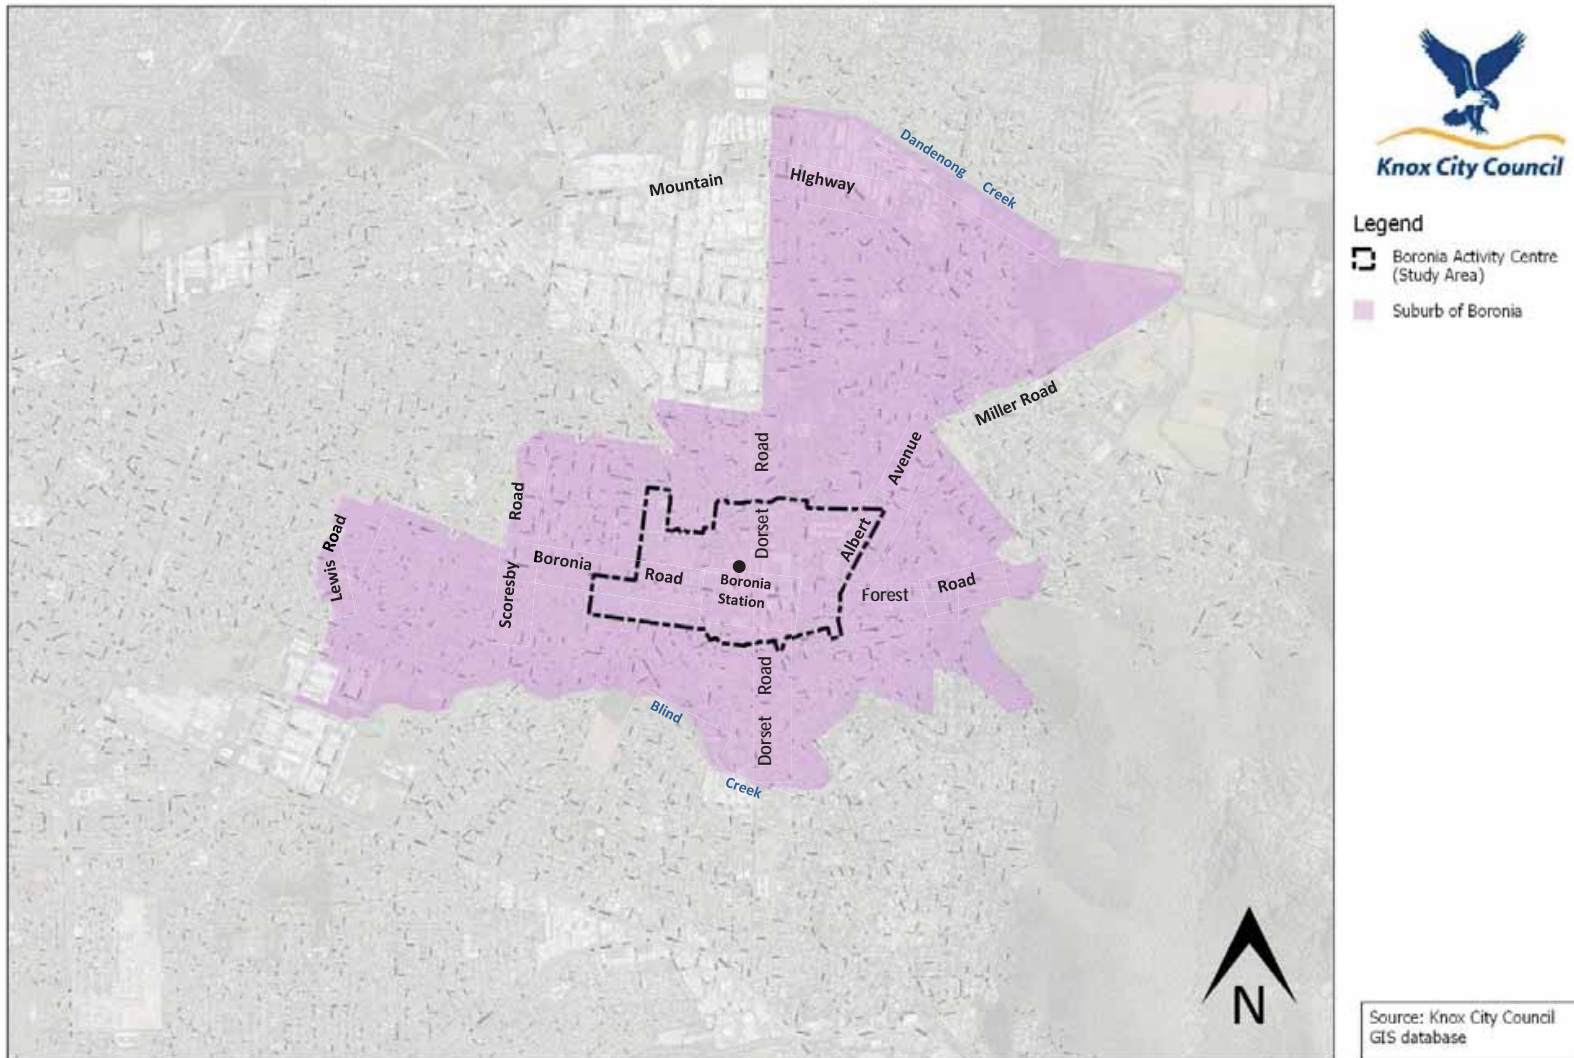 Dandenong
Creek
Mountain
HIghway
Miller Road
Avenue
Road
Road
Lewis Road
Dorset
Albert
Boronia
Road
Boronia
Station
Scoresby
Forest
Road
Road
Dorset
Blind
Creek
N
Knox City Council
Legend
Boronia Activity Centre
(Study Area)
Suburb of Boronia
Source: Knox City Council
GIS database